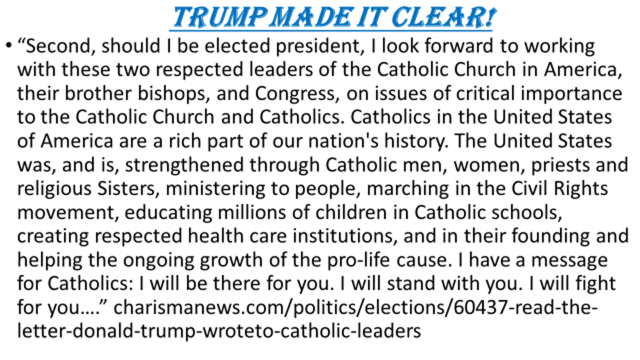 TRUMP MADE IT CLEAR!
• “Second, should I be elected president, I look forward to working
with these two respected leaders of the Catholic Church in America,
their brother bishops, and Congress, on issues of critical importance
to the Catholic Church and Catholics. Catholics in the United States
of America are a rich part of our nation's history. The United States
was, and is, strengthened through Catholic men, women, priests and
religious Sisters, ministering to people, marching in the Civil Rights
movement, educating millions of children in Catholic schools,
creating respected health care institutions, and in their founding and
helping the ongoing growth of the pro-life cause. I have a message
for Catholics: I will be there for you. I will stand with you. I will fight
for you....” charismanews.com/politics/elections/60437-read-the-
letter-donald-trump-wroteto-catholic-leaders